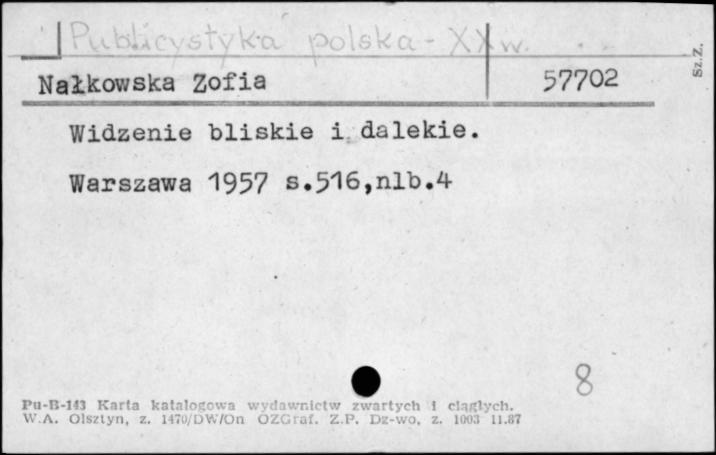 Publicystyka polska - XX w.
Sz.Z.
Nałkowska Zofia 57702
Widzenie bliskie i dalekie.
Warszawa 1957 s.516,nlb.4
8
Pu-B-143 Karta katalogowa wydawnictw zwartych i ciągłych.
W.A. Olsztyn, z. 1470/DW/On OZGraf. Z.P. Dz-wo, z. 1003 11.87